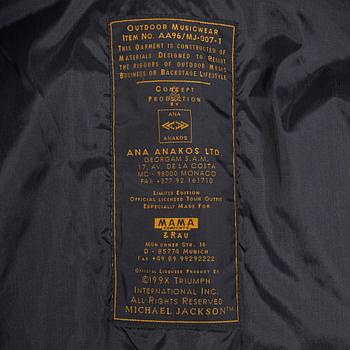 OUTDOOR MUSICWEAR
ITEM NO. AA96/MJ-007-1
THIS GARMENT IS CONSTRUCTED OF
MATERIALS DESIGNED TO RESIST
THE RIGOURS OF OUTDOOR MUSIC
BUSINESS OR BACKSTAGE LIFESTYLE
CONCEPT
&
PRODUCTION
BY
ANA
ANAKOS
ANA ANAKOS LTD.
GEORGAM S.A.M.
17, AV. DE LA COSTA
MC - 98000 MONACO
FAX +377 92 161710
LIMITED EDITION
OFFICIAL LICENSED TOUR OUTFIT
ESPECIALLY MADE FOR
MAMA
& RAU
MÜNCHNER STR. 16
D - 85774 MUNICH
FAX +49 89 99292222
OFFICIAL LICENSED PRODUCT BY
©199X TRIUMPH
INTERNATIONAL INC.
ALL RIGHTS RESERVED
MICHAEL JACKSON™